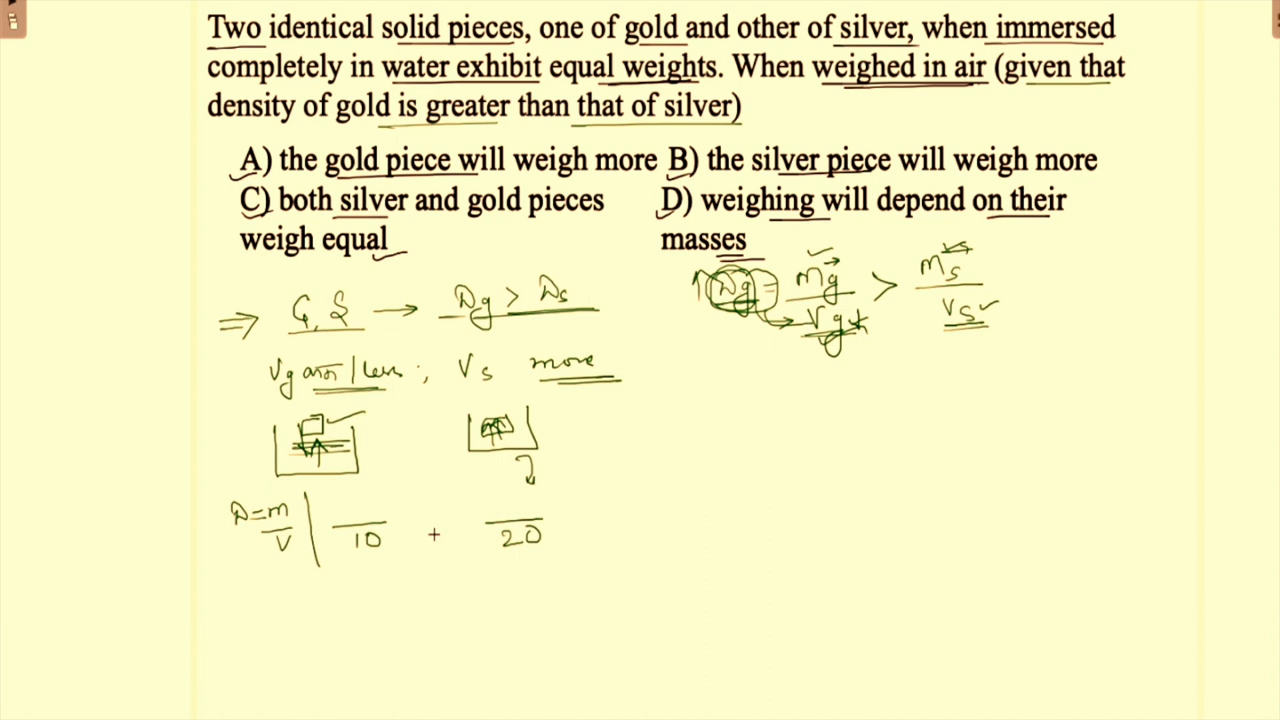 Two identical solid pieces, one of gold and other of silver, when immersed
completely in water exhibit equal weights. When weighed in air (given that
density of gold is greater than that of silver)
A) the gold piece will weigh more B) the silver piece will weigh more
C) both silver and gold pieces D) weighing will depend on their
weigh equal masses
⇒ G, S → Dg > Ds
Dg = mg / Vg > ms / Vs
Vg / less , Vs more
D = m / V | 10 + 20